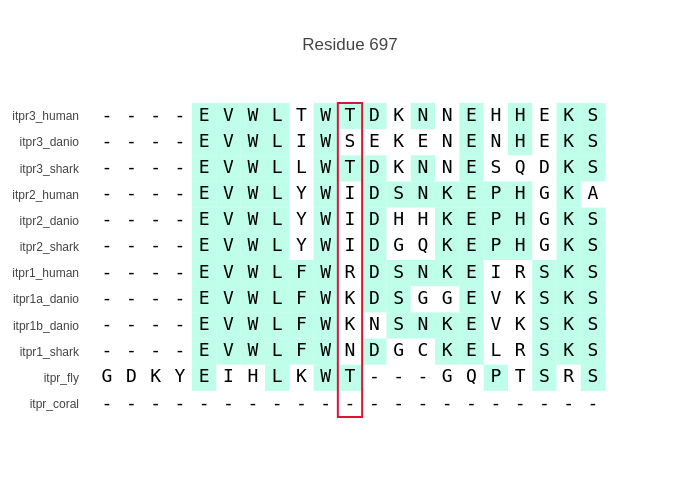 Residue 697
itpr3_human - - - - E V W L T W T D K N N E H H E K S
itpr3_danio - - - - E V W L I W S E K E N E N H E K S
itpr3_shark - - - - E V W L L W T D K N N E S Q D K S
itpr2_human - - - - E V W L Y W I D S N K E P H G K A
itpr2_danio - - - - E V W L Y W I D H H K E P H G K S
itpr2_shark - - - - E V W L Y W I D G Q K E P H G K S
itpr1_human - - - - E V W L F W R D S N K E I R S K S
itpr1a_danio - - - - E V W L F W K D S G G E V K S K S
itpr1b_danio - - - - E V W L F W K N S N K E V K S K S
itpr1_shark - - - - E V W L F W N D G C K E L R S K S
itpr_fly G D K Y E I H L K W T - - - G Q P T S R S
itpr_coral - - - - - - - - - - - - - - - - - - - - -